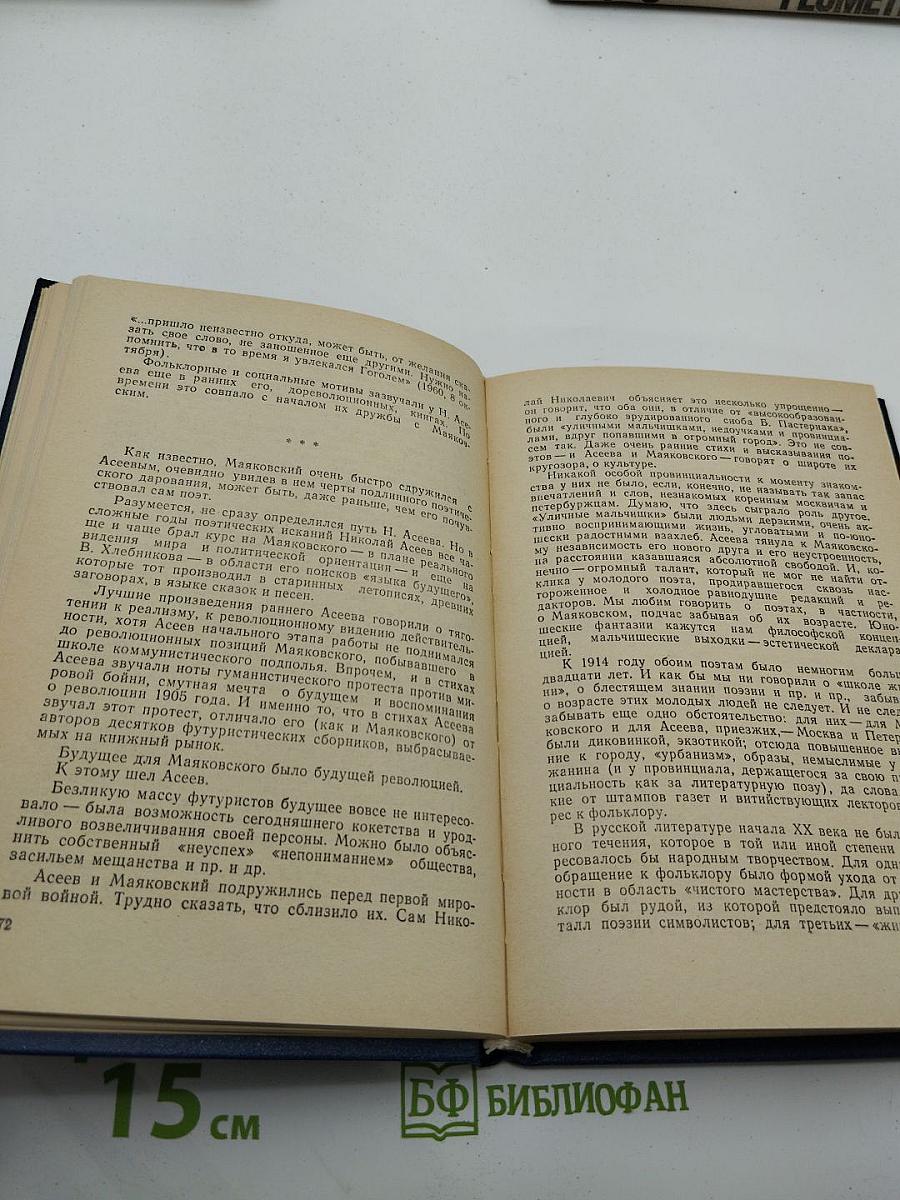 ГЕОМЕТ
«...пришло неизвестно откуда, может быть, от желания ска-
зать свое слово, не заношенное еще другими. Нужно на-
помнить, что в то время я увлекался Гоголем» (1960, 8 ок-
тября).
Фольклорные и социальные мотивы зазвучали у Н. Асе-
ева еще в ранних его, дореволюционных, книгах. По
времени это совпало с началом их дружбы с Маяков-
ским.
* * *
Как известно, Маяковский очень быстро сдружился с
Асеевым, очевидно увидев в нем черты подлинного поэтиче-
ского дарования, может быть, даже раньше, чем его почув-
ствовал сам поэт.
Разумеется, не сразу определился путь Н. Асеева. Но в
сложные годы поэтических исканий Николай Асеев все ча-
ще и чаще брал курс на Маяковского — в плане реального
видения мира и политической ориентации — и еще на
В. Хлебникова — в области его поисков «языка будущего»,
которые тот производил в старинных летописях, древних
заговорах, в языке сказок и песен.
Лучшие произведения раннего Асеева говорили о тяго-
тении к реализму, к революционному видению действитель-
ности, хотя Асеев начального этапа работы не поднимался
до революционных позиций Маяковского, побывавшего в
школе коммунистического подполья. Впрочем, и в стихах
Асеева звучали ноты гуманистического протеста против ми-
ровой бойни, смутная мечта о будущем и воспоминания
о революции 1905 года. И именно то, что в стихах Асеева
звучал этот протест, отличало его (как и Маяковского) от
авторов десятков футуристических сборников, выбрасывае-
мых на книжный рынок.
Будущее для Маяковского было будущей революцией.
К этому шел Асеев.
Безликую массу футуристов будущее вовсе не интересо-
вало — была возможность сегодняшнего кокетства и урод-
ливого возвеличивания своей персоны. Можно было объяс-
нить собственный «неуспех» «непониманием» общества,
засильем мещанства и пр. и др.
Асеев и Маяковский подружились перед первой миро-
вой войной. Трудно сказать, что сблизило их. Сам Нико-
72
лай Николаевич объясняет это несколько упрощенно —
он говорит, что оба они, в отличие от «высокообразован-
ного и глубоко эрудированного сноба Б. Пастернака»,
были «уличными мальчишками, недоучками и провинциа-
лами, вдруг попавшими в огромный город». Это не сов-
сем так. Даже очень ранние стихи и высказывания по-
этов — и Асеева и Маяковского — говорят о широте их
кругозора, о культуре.
Никакой особой провинциальности к моменту знаком-
ства у них не было, если, конечно, не называть так запас
впечатлений и слов, незнакомых коренным москвичам и
петербуржцам. Думаю, что здесь сыграло роль другое.
«Уличные мальчишки» были людьми дерзкими, очень ак-
тивно воспринимающими жизнь, угловатыми и по-юно-
шески радостными взахлеб. Асеева тянула к Маяковско-
му независимость его нового друга и его неустроенность,
на расстоянии казавшаяся абсолютной свободой. И, ко-
нечно — огромный талант, который не мог не найти от-
клика у молодого поэта, продиравшегося сквозь нас-
тороженное и холодное равнодушие редакций и ре-
дакторов. Мы любим говорить о поэтах, в частности,
о Маяковском, подчас забывая об их возрасте. Юно-
шеские фантазии кажутся нам философской концеп-
цией, мальчишеские выходки — эстетической деклара
цией.
К 1914 году обоим поэтам было немногим больш
двадцати лет. И как бы мы ни говорили о «школе жи
ни», о блестящем знании поэзии и пр. и пр., забыв
о возрасте этих молодых людей не следует. И не след
забывать еще одно обстоятельство: для них — для М
ковского и для Асеева, приезжих, — Москва и Петер
были диковинкой, экзотикой; отсюда повышенное вн
ние к городу, «урбанизм», образы, немыслимые у
жанина (и у провинциала, держащегося за свою п
циальность как за литературную позу), да слова
кие от штампов газет и витийствующих лекторов
рес к фольклору.
В русской литературе начала XX века не был
ного течения, которое в той или иной степени
ресовалось бы народным творчеством. Для одн
обращение к фольклору было формой ухода от
ности в область «чистого мастерства». Для др
клор был рудой, из которой предстояло вып
талл поэзии символистов; для третьих — «жи
15 см
БФ БИБЛИОФАН